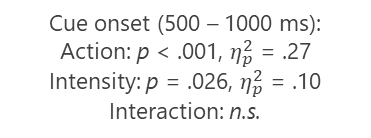 Cue onset (500 – 1000 ms):
Action: p < .001, η²ₚ = .27
Intensity: p = .026, η²ₚ = .10
Interaction: n.s.